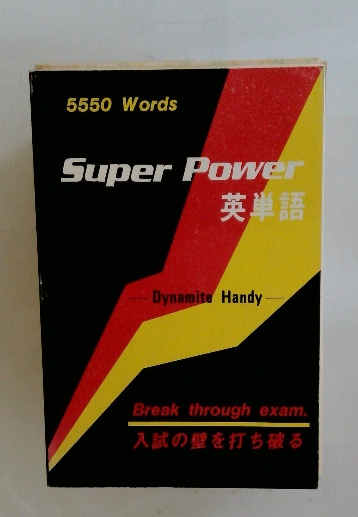 5550 Words
Super Power
英単語
Dynamite Handy
Break through exam.
入試の壁を打ち破る